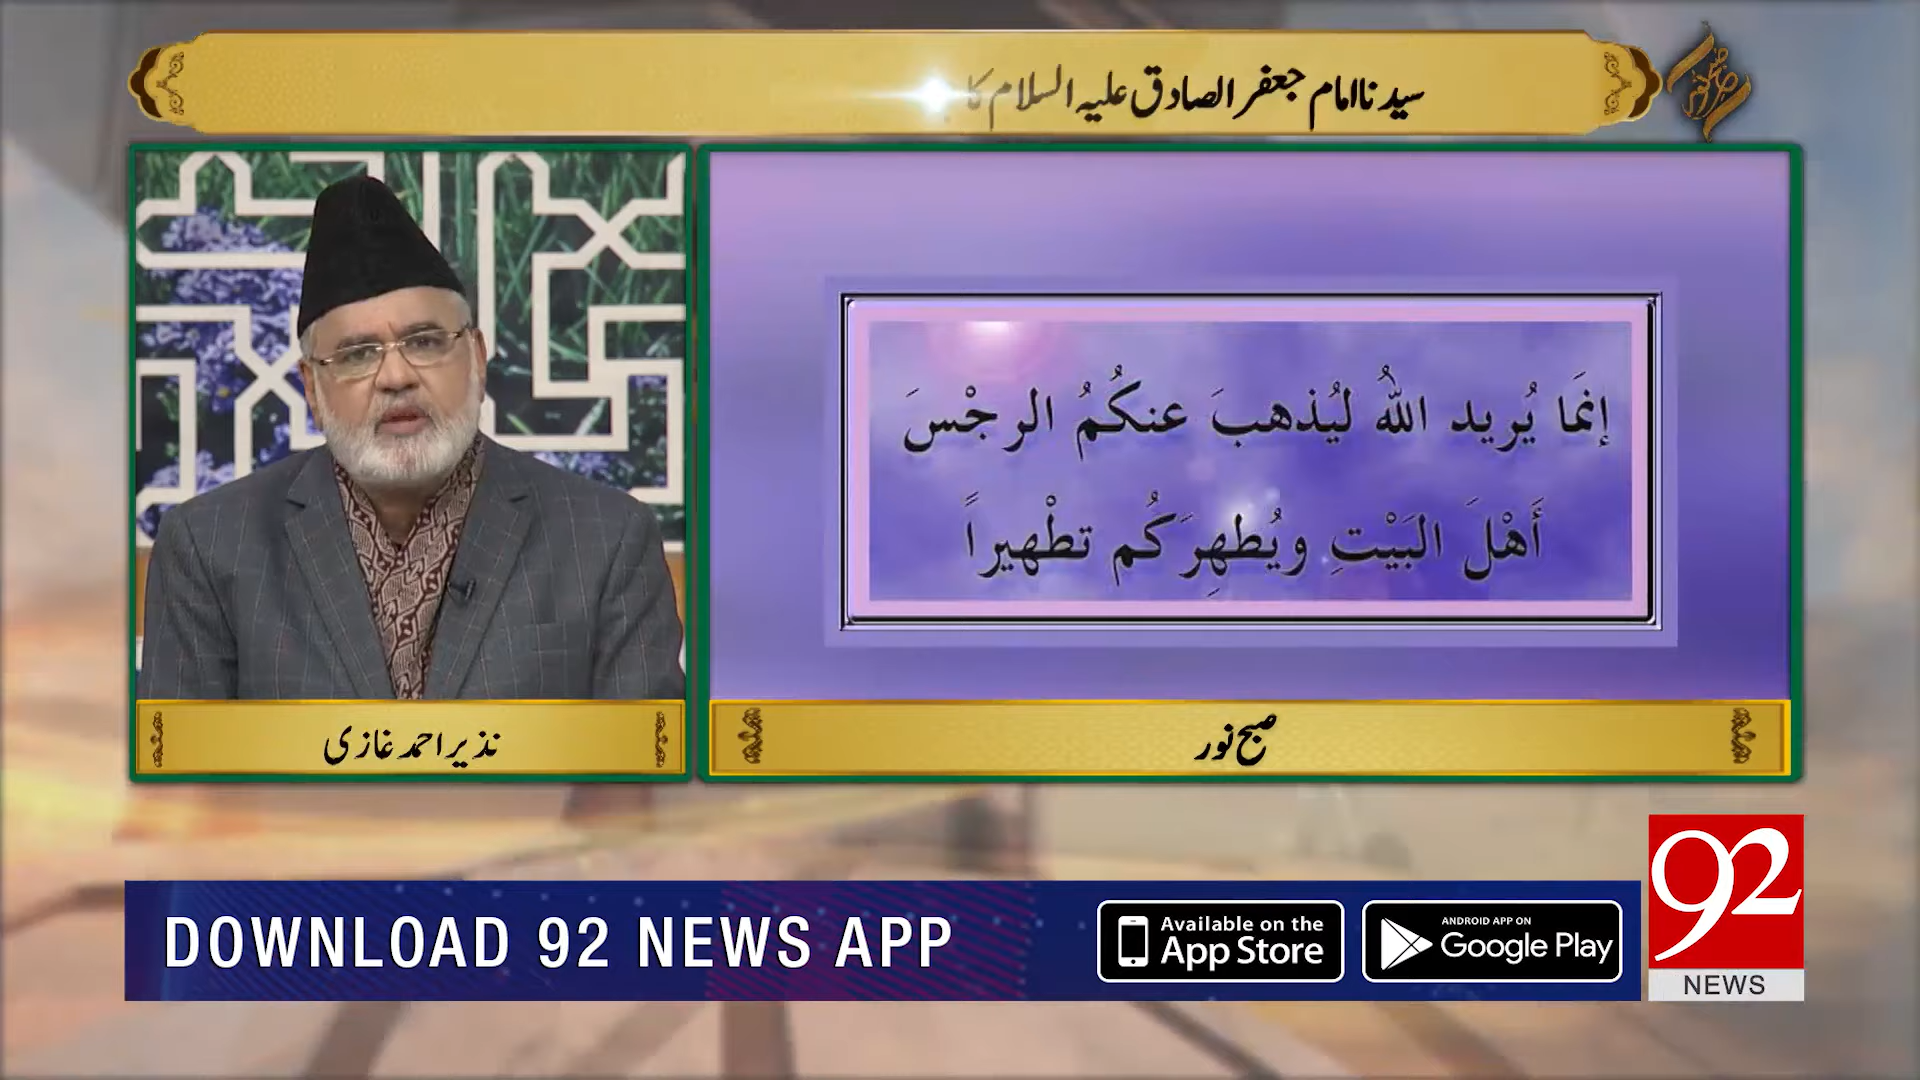 سیدنا امام جعفر الصادق علیہ السلام کا
إنمَا يُريد اللهُ ليُذهبَ عنكُمُ الرجْسَ
أَهْلَ البَيْتِ ويُطهِرَكُم تطْهيراً
نذیر احمد غازی
صبح نور
DOWNLOAD 92 NEWS APP
Available on the
App Store
ANDROID APP ON
Google Play
92
NEWS